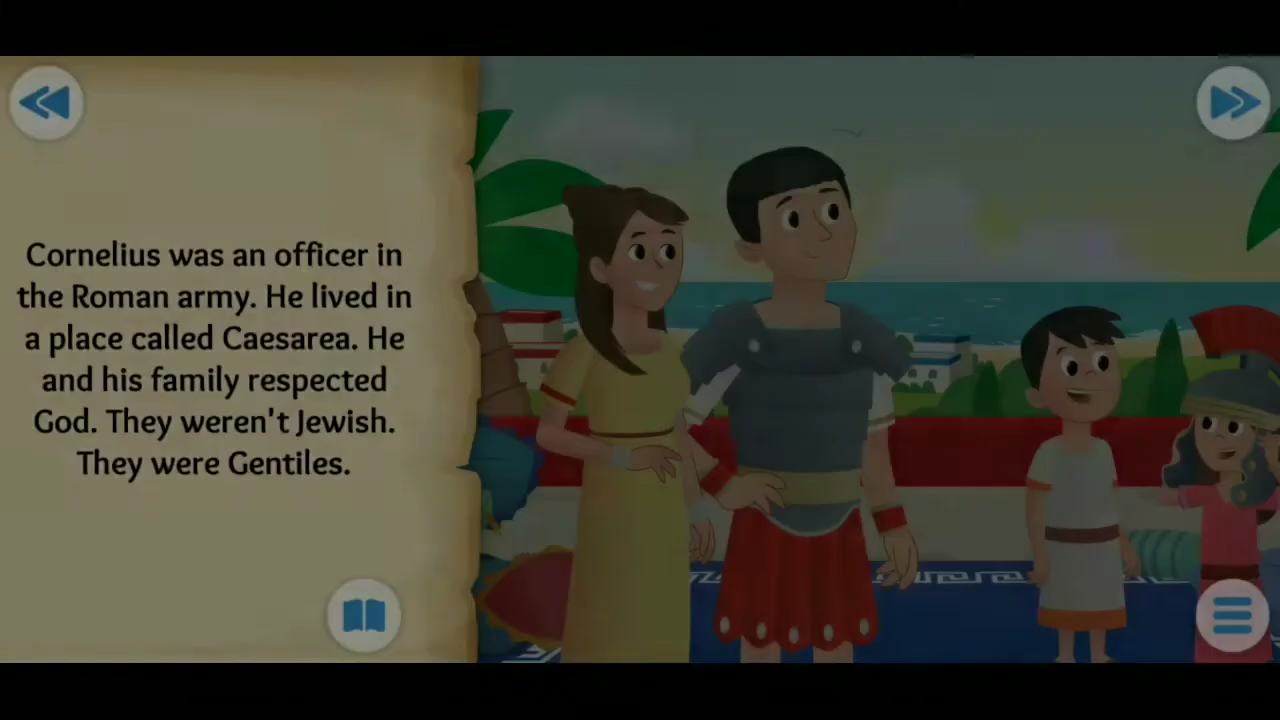 Cornelius was an officer in
the Roman army. He lived in
a place called Caesarea. He
and his family respected
God. They weren't Jewish.
They were Gentiles.